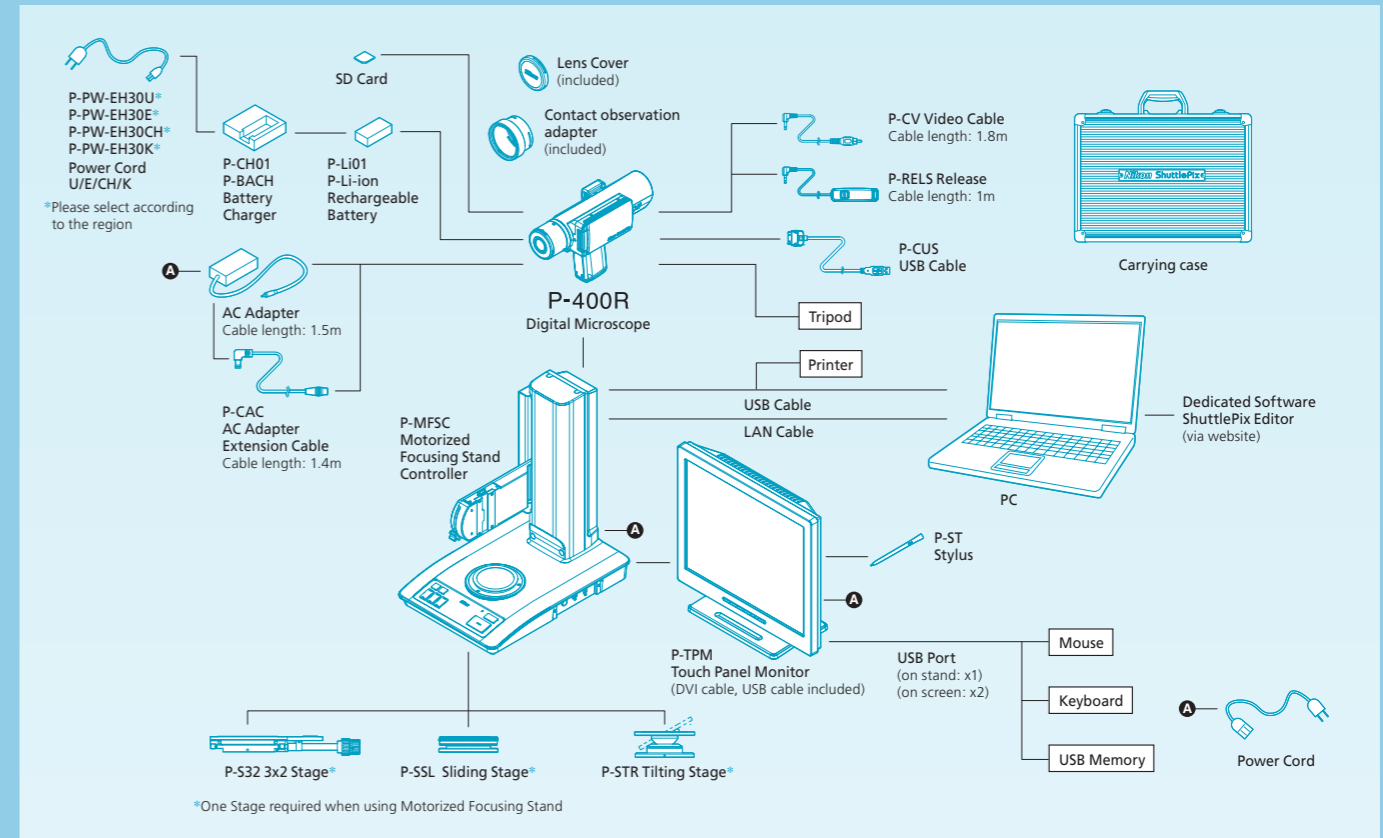 SD Card
Lens Cover
(included)
P-PW-EH30U*
P-PW-EH30E*
P-PW-EH30CH*
P-PW-EH30K*
Power Cord
U/E/CH/K
*Please select according
to the region
P-CH01
P-BACH
Battery
Charger
P-Li01
P-Li-ion
Rechargeable
Battery
Contact observation
adapter
(included)
P-CV Video Cable
Cable length: 1.8m
P-RELS Release
Cable length: 1m
P-CUS
USB Cable
Nikon ShuttlePix
Carrying case
A
AC Adapter
Cable length: 1.5m
P-400R
Digital Microscope
Tripod
Printer
P-CAC
AC Adapter
Extension Cable
Cable length: 1.4m
P-MFSC
Motorized
Focusing Stand
Controller
USB Cable
LAN Cable
Dedicated Software
ShuttlePix Editor
(via website)
PC
A
P-ST
Stylus
A
P-TPM
Touch Panel Monitor
(DVI cable, USB cable included)
USB Port
(on stand: x1)
(on screen: x2)
Mouse
Keyboard
USB Memory
A
Power Cord
P-S32 3x2 Stage*
P-SSL Sliding Stage*
P-STR Tilting Stage*
*One Stage required when using Motorized Focusing Stand